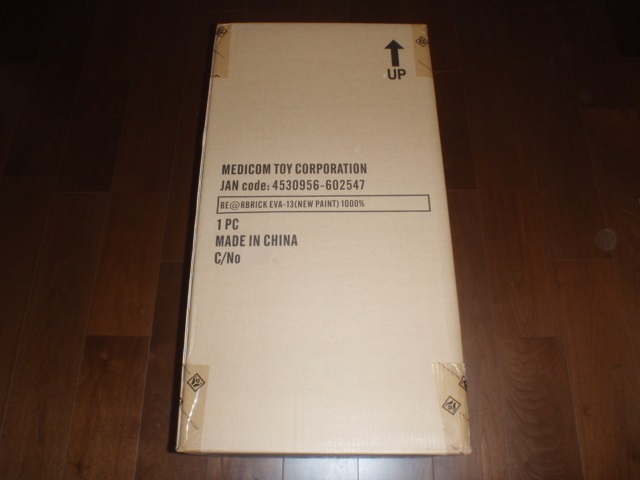 UP
MEDICOM TOY CORPORATION
JAN code: 4530956-602547
BE@RBRICK EVA-13(NEW PAINT) 1000%
1 PC
MADE IN CHINA
C/No